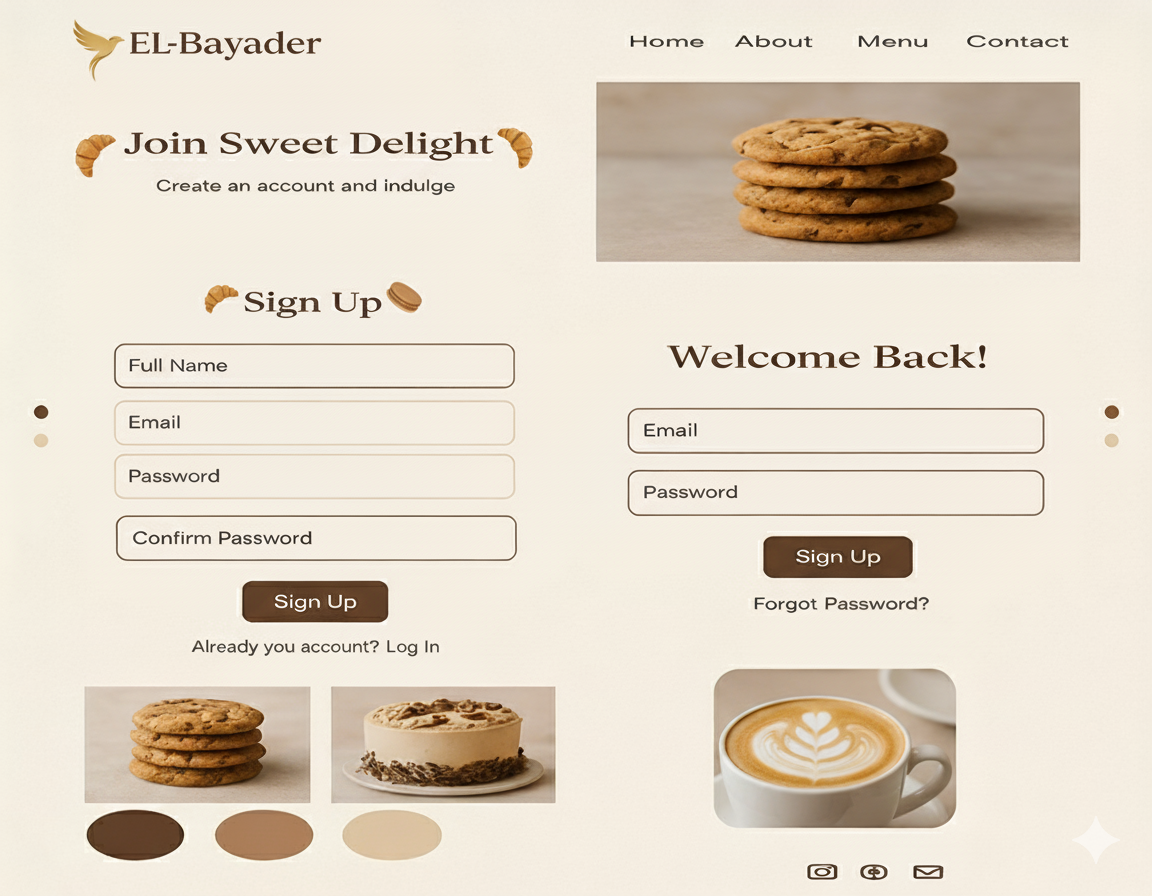 EL-Bayader
Home About Menu Contact
Join Sweet Delight
Create an account and indulge
Sign Up
Full Name
Email
Password
Confirm Password
Sign Up
Already you account? Log In
Welcome Back!
Email
Password
Sign Up
Forgot Password?